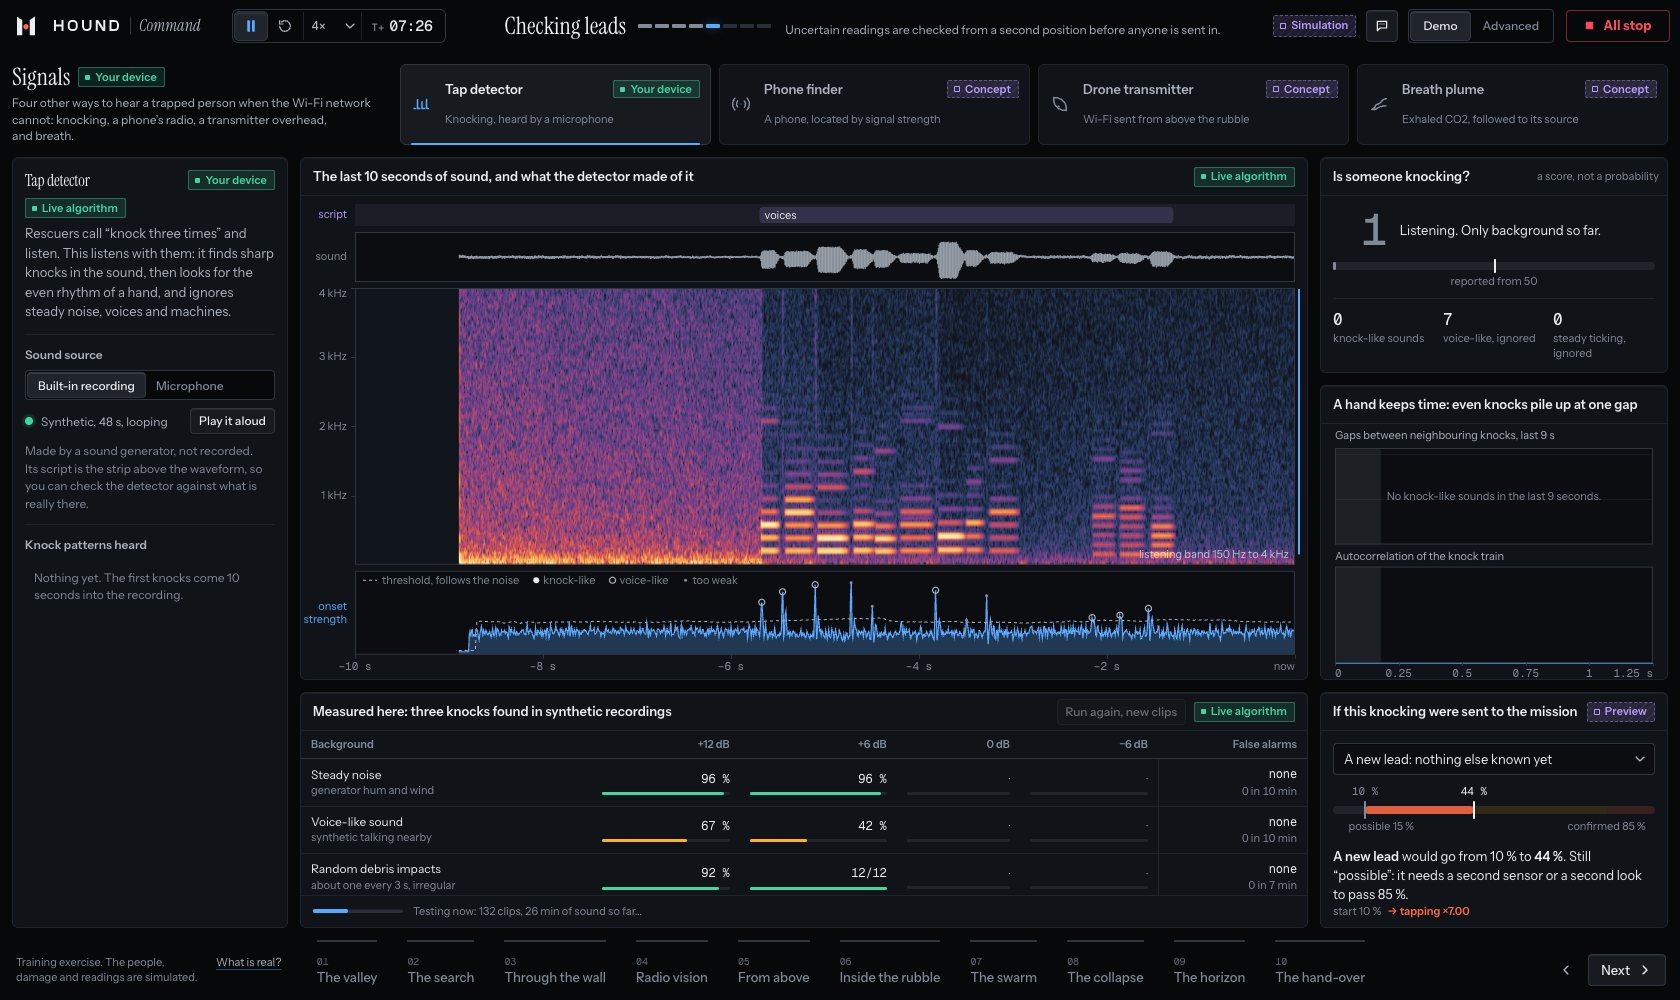 HOUND Command
4× T+ 07:26
Checking leads
Uncertain readings are checked from a second position before anyone is sent in.
Simulation
Demo Advanced
All stop
Signals Your device
Four other ways to hear a trapped person when the Wi-Fi network
cannot: knocking, a phone's radio, a transmitter overhead,
and breath.
Tap detector Your device
Knocking, heard by a microphone
Phone finder Concept
A phone, located by signal strength
Drone transmitter Concept
Wi-Fi sent from above the rubble
Breath plume Concept
Exhaled CO2, followed to its source
Tap detector Your device
Live algorithm
Rescuers call “knock three times” and
listen. This listens with them: it finds sharp
knocks in the sound, then looks for the
even rhythm of a hand, and ignores
steady noise, voices and machines.
Sound source
Built-in recording Microphone
Synthetic, 48 s, looping Play it aloud
Made by a sound generator, not recorded.
Its script is the strip above the waveform, so
you can check the detector against what is
really there.
Knock patterns heard
Nothing yet. The first knocks come 10
seconds into the recording.
The last 10 seconds of sound, and what the detector made of it Live algorithm
script voices
sound
4 kHz
3 kHz
2 kHz
1 kHz
listening band 150 Hz to 4 kHz
threshold, follows the noise knock-like voice-like too weak
onset
strength
−10 s −8 s −6 s −4 s −2 s now
Measured here: three knocks found in synthetic recordings Run again, new clips Live algorithm
Background +12 dB +6 dB 0 dB −6 dB False alarms
Steady noise 96 % 96 % · · none
generator hum and wind 0 in 10 min
Voice-like sound 67 % 42 % · · none
synthetic talking nearby 0 in 10 min
Random debris impacts 92 % 12/12 · · none
about one every 3 s, irregular 0 in 7 min
Testing now: 132 clips, 26 min of sound so far…
Is someone knocking? a score, not a probability
1 Listening. Only background so far.
reported from 50
0 7 0
knock-like sounds voice-like, ignored steady ticking,
ignored
A hand keeps time: even knocks pile up at one gap
Gaps between neighbouring knocks, last 9 s
No knock-like sounds in the last 9 seconds.
Autocorrelation of the knock train
0 0.25 0.5 0.75 1 1.25 s
If this knocking were sent to the mission Preview
A new lead: nothing else known yet
10 % 44 %
possible 15 % confirmed 85 %
A new lead would go from 10 % to 44 %. Still
“possible”: it needs a second sensor or a second look
to pass 85 %.
start 10 % → tapping ×7.00
Training exercise. The people,
damage and readings are simulated.
What is real?
01 The valley
02 The search
03 Through the wall
04 Radio vision
05 From above
06 Inside the rubble
07 The swarm
08 The collapse
09 The horizon
10 The hand-over
Next